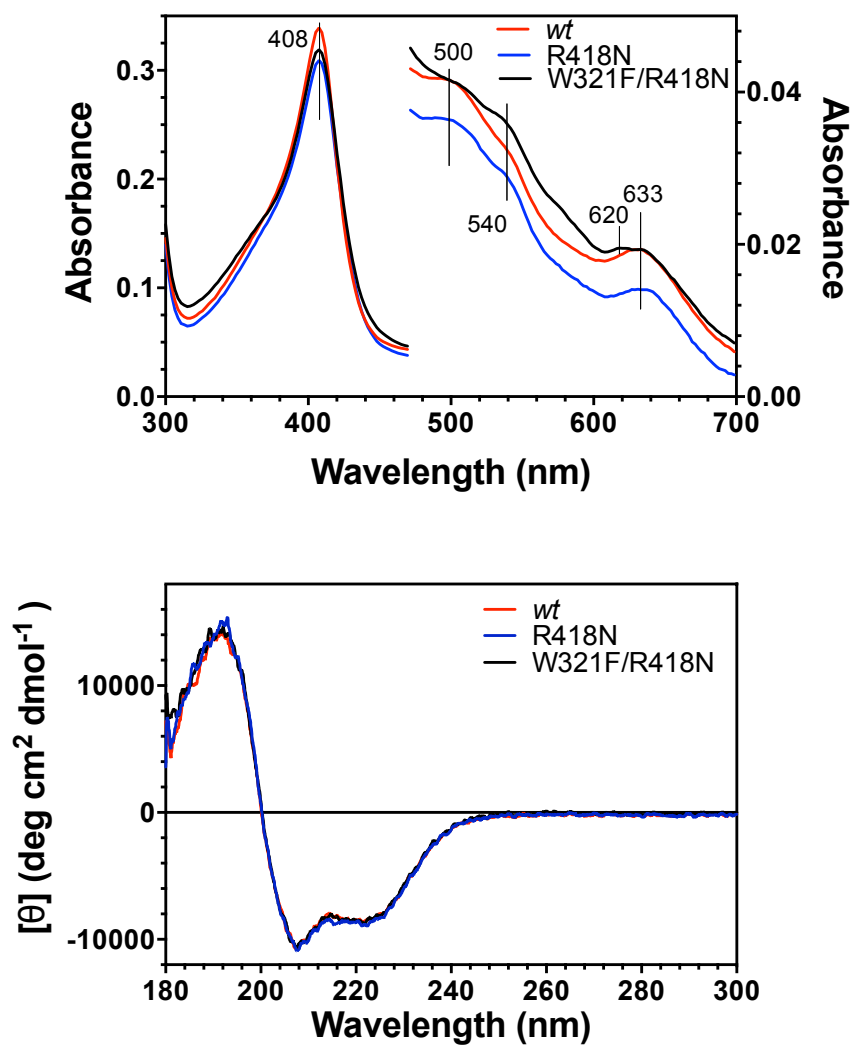 wt
R418N
W321F/R418N
408
500
540
620
633
0.3
0.2
0.1
0.0
0.04
0.02
0.00
300
400
500
600
700
Absorbance
Absorbance
Wavelength (nm)
wt
R418N
W321F/R418N
10000
0
-10000
180
200
220
240
260
280
300
[θ] (deg cm² dmol⁻¹ )
Wavelength (nm)